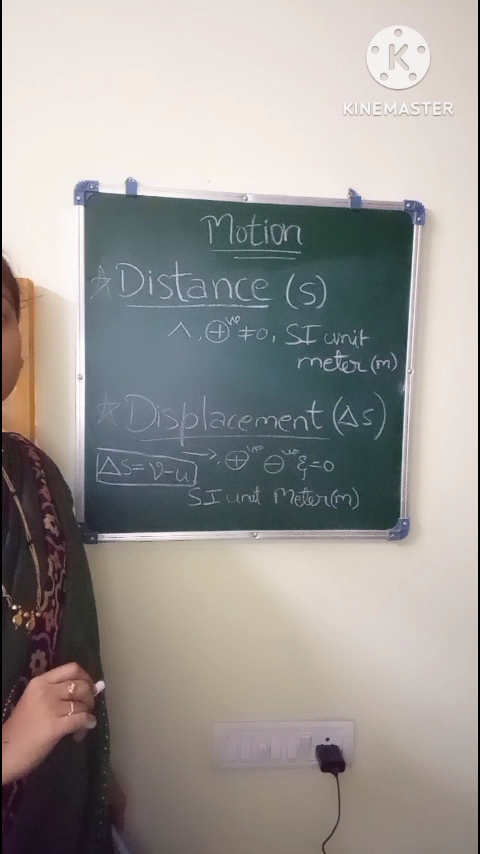 KINEMASTER
Motion
☆ Distance (s)
^, ⊕ve ≠0, SI unit
meter (m)
☆ Displacement (Δs)
Δs = v-u →, ⊕ve ⊖ve & =0
SI unit Meter(m)